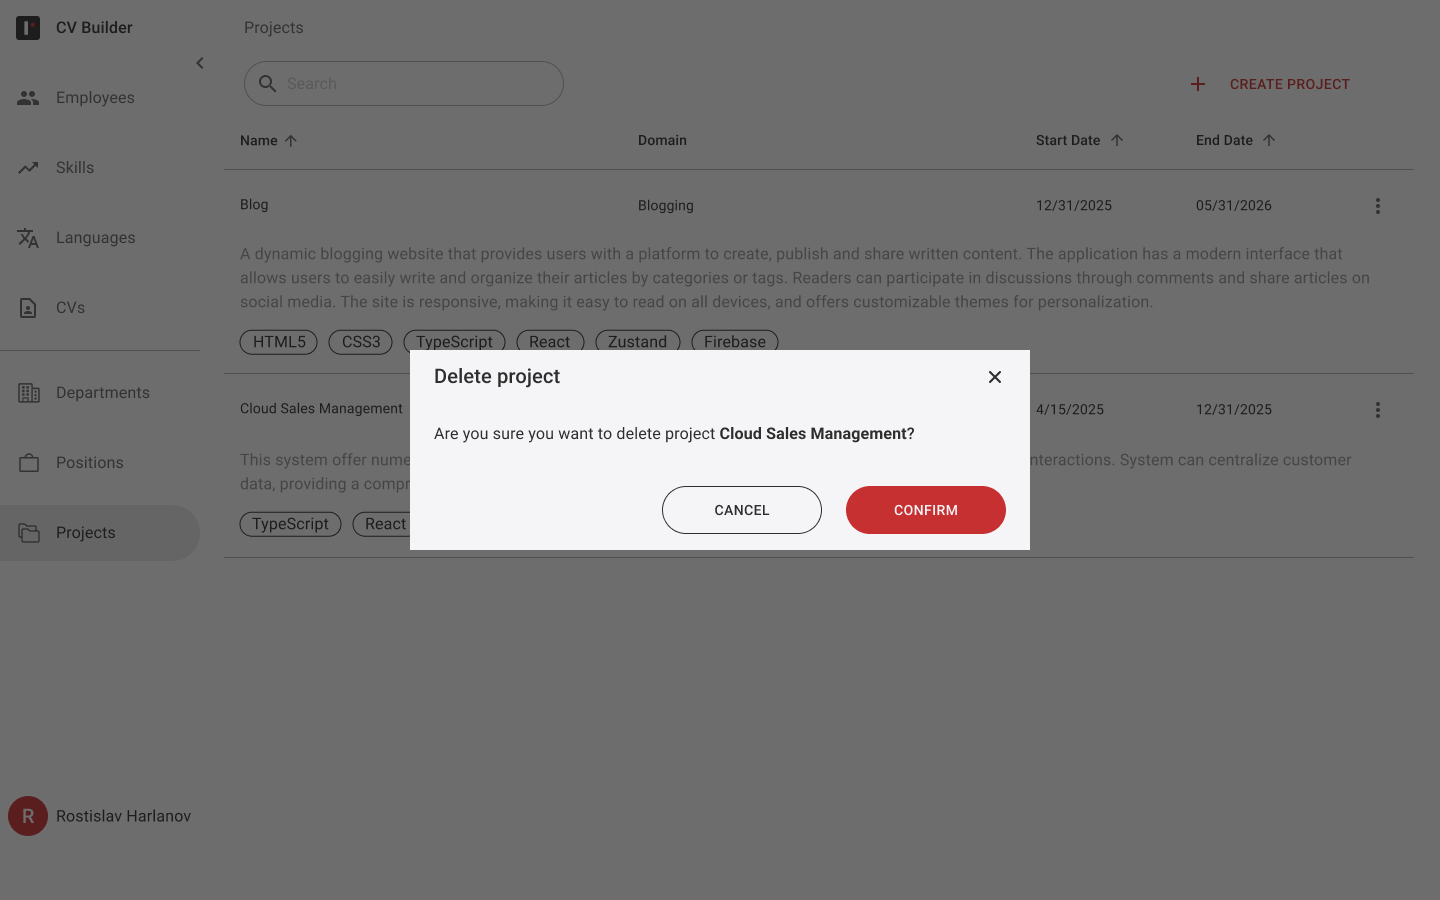 CV Builder
Projects
Employees
Search
CREATE PROJECT
Name Domain Start Date End Date
Skills
Blog Blogging 12/31/2025 05/31/2026
Languages
A dynamic blogging website that provides users with a platform to create, publish and share written content. The application has a modern interface that
allows users to easily write and organize their articles by categories or tags. Readers can participate in discussions through comments and share articles on
social media. The site is responsive, making it easy to read on all devices, and offers customizable themes for personalization.
CVs
HTML5 CSS3 TypeScript React Zustand Firebase
Delete project
Departments
Cloud Sales Management 4/15/2025 12/31/2025
Are you sure you want to delete project Cloud Sales Management?
Positions
This system offer nteractions. System can centralize customer
data, providing a
CANCEL CONFIRM
TypeScript React
Projects
R Rostislav Harlanov